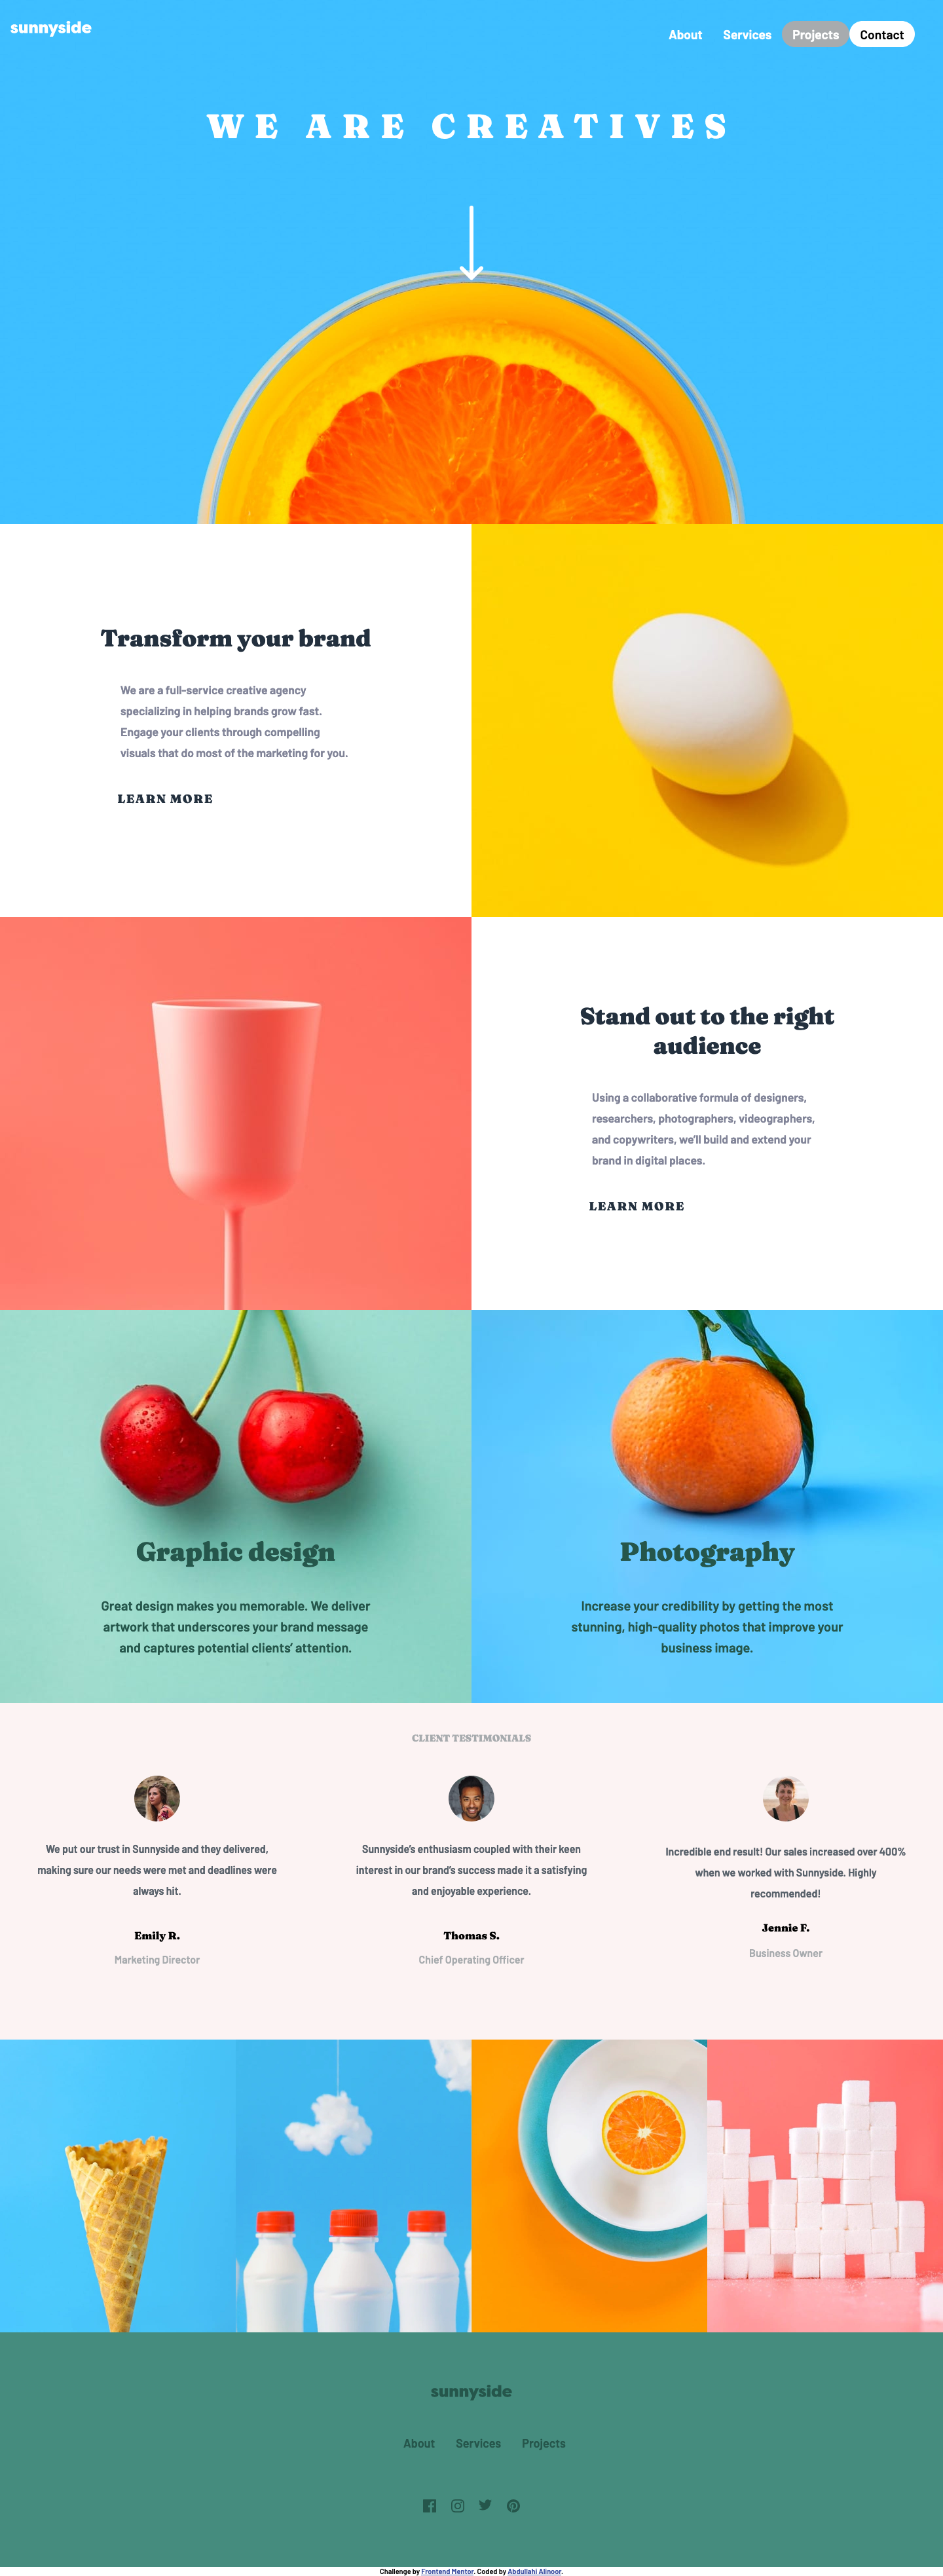 sunnyside
About Services Projects Contact
WE ARE CREATIVES
Transform your brand
We are a full-service creative agency
specializing in helping brands grow fast.
Engage your clients through compelling
visuals that do most of the marketing for you.
LEARN MORE
Stand out to the right
audience
Using a collaborative formula of designers,
researchers, photographers, videographers,
and copywriters, we’ll build and extend your
brand in digital places.
LEARN MORE
Graphic design
Great design makes you memorable. We deliver
artwork that underscores your brand message
and captures potential clients’ attention.
Photography
Increase your credibility by getting the most
stunning, high-quality photos that improve your
business image.
CLIENT TESTIMONIALS
We put our trust in Sunnyside and they delivered,
making sure our needs were met and deadlines were
always hit.
Emily R.
Marketing Director
Sunnyside’s enthusiasm coupled with their keen
interest in our brand’s success made it a satisfying
and enjoyable experience.
Thomas S.
Chief Operating Officer
Incredible end result! Our sales increased over 400%
when we worked with Sunnyside. Highly
recommended!
Jennie F.
Business Owner
sunnyside
About Services Projects
Challenge by Frontend Mentor. Coded by Abdullahi Alinoor.